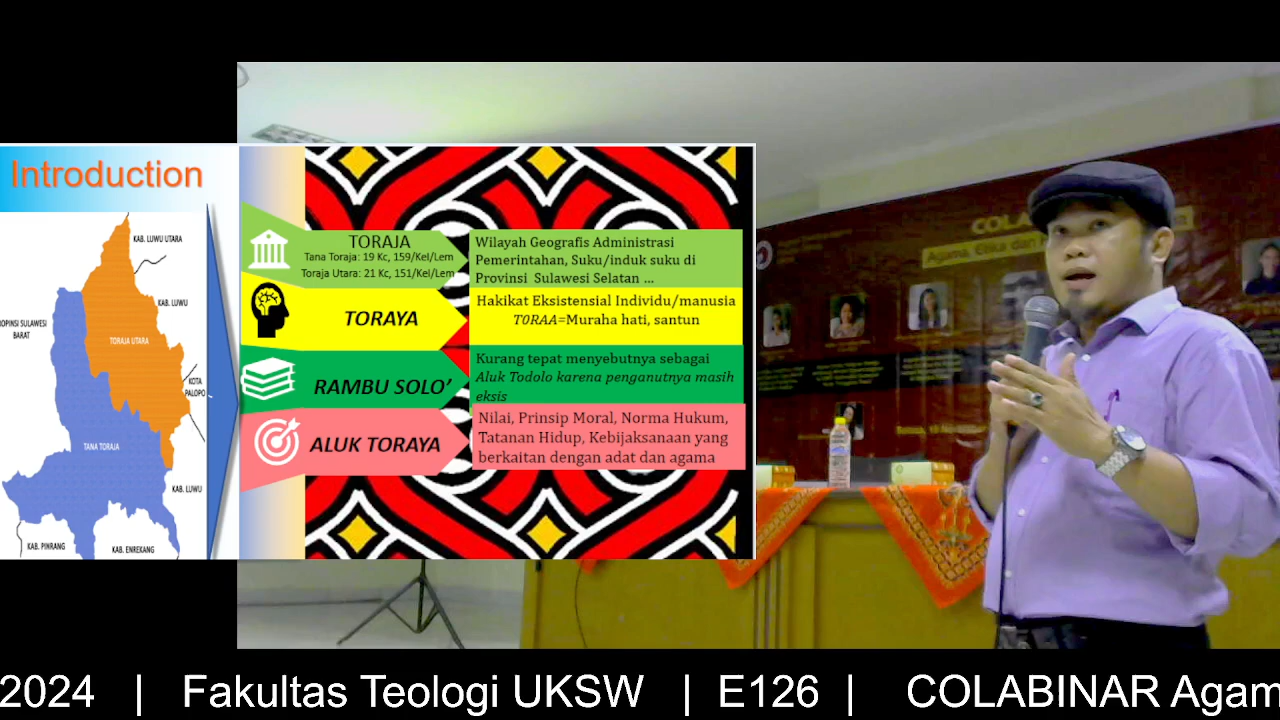 Introduction
KAB. LUWU UTARA
KAB. LUWU
ROPINSI SULAWESI
BARAT
TORAJA UTARA
KOTA
PALOPO
TANA TORAJA
KAB. LUWU
KAB. PINRANG
KAB. ENREKANG
TORAJA
Tana Toraja: 19 Kc, 159/Kel/Lem
Toraja Utara: 21 Kc, 151/Kel/Lem
Wilayah Geografis Administrasi
Pemerintahan, Suku/induk suku di
Provinsi Sulawesi Selatan ...
TORAYA
Hakikat Eksistensial Individu/manusia
T0RAA=Muraha hati, santun
RAMBU SOLO’
Kurang tepat menyebutnya sebagai
Aluk Todolo karena penganutnya masih
eksis
ALUK TORAYA
Nilai, Prinsip Moral, Norma Hukum,
Tatanan Hidup, Kebijaksanaan yang
berkaitan dengan adat dan agama
COLA
Agama, Etika dan
2024 | Fakultas Teologi UKSW | E126 | COLABINAR Agam